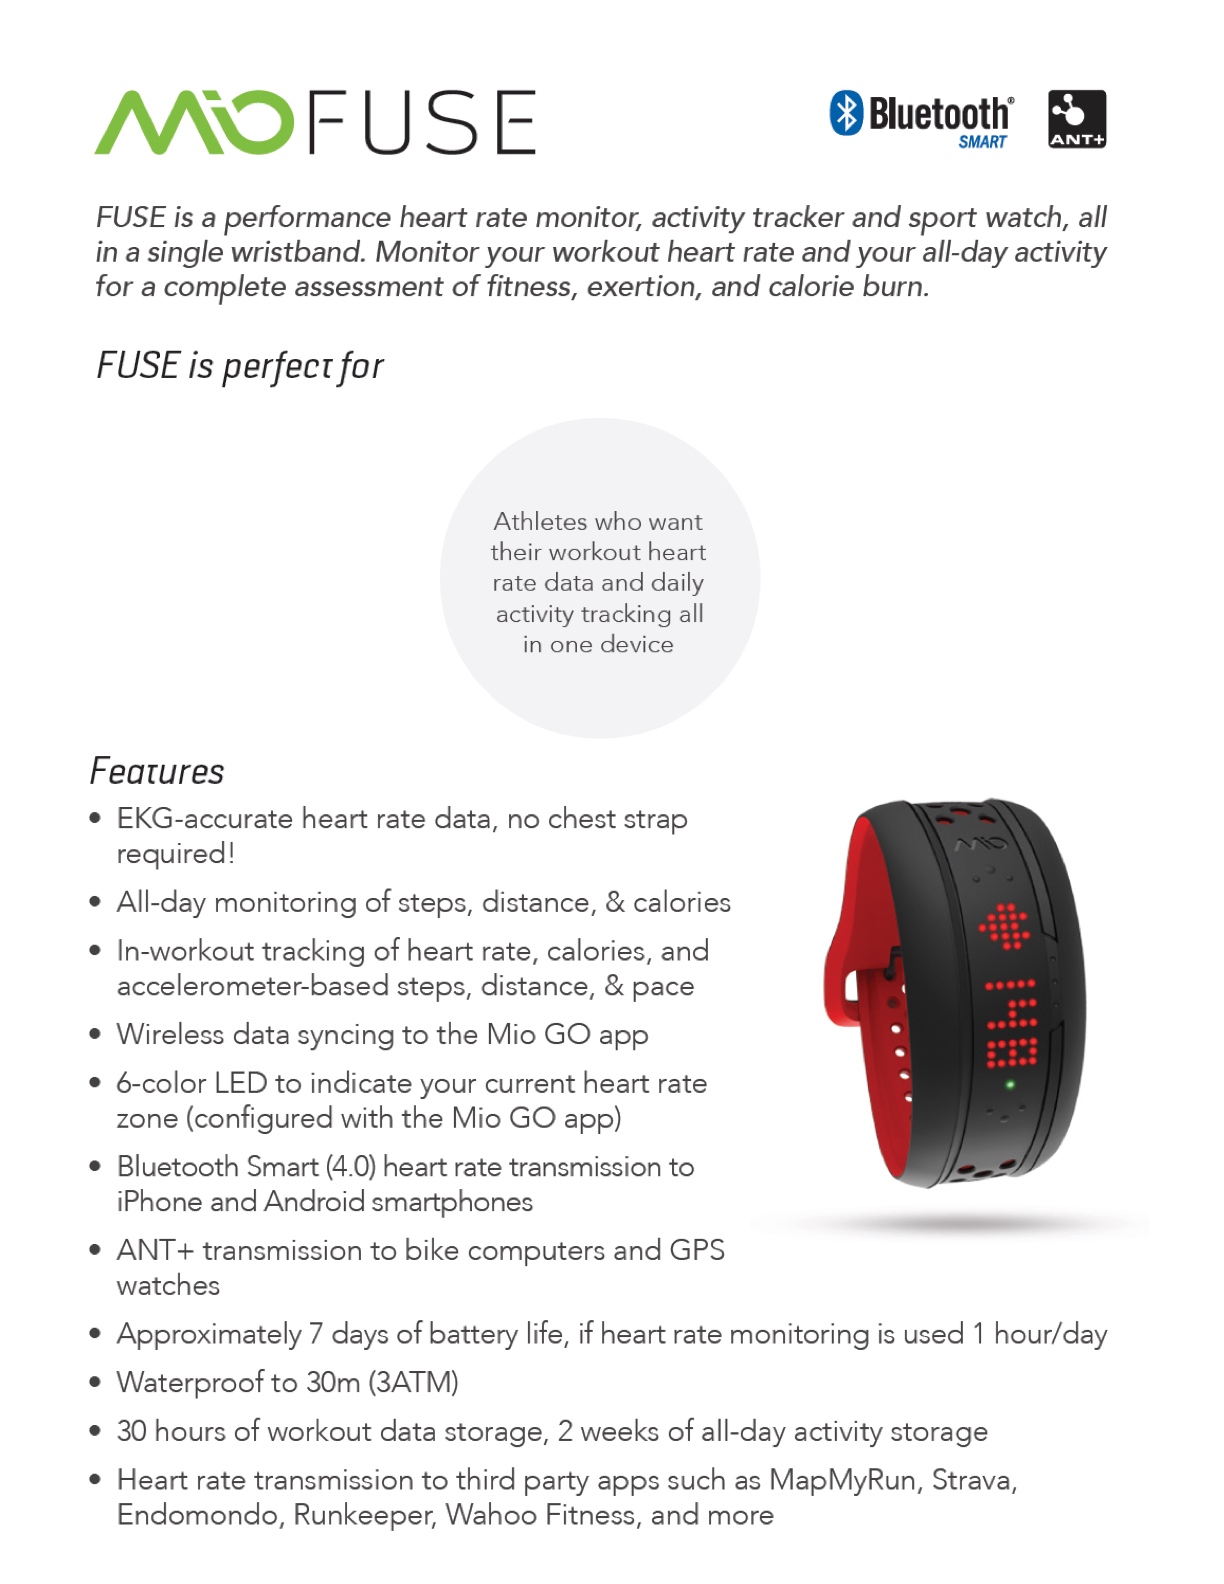 MIO FUSE
Bluetooth®
SMART
ANT+
FUSE is a performance heart rate monitor, activity tracker and sport watch, all
in a single wristband. Monitor your workout heart rate and your all-day activity
for a complete assessment of fitness, exertion, and calorie burn.
FUSE is perfect for
Athletes who want
their workout heart
rate data and daily
activity tracking all
in one device
Features
• EKG-accurate heart rate data, no chest strap
required!
• All-day monitoring of steps, distance, & calories
• In-workout tracking of heart rate, calories, and
accelerometer-based steps, distance, & pace
• Wireless data syncing to the Mio GO app
• 6-color LED to indicate your current heart rate
zone (configured with the Mio GO app)
• Bluetooth Smart (4.0) heart rate transmission to
iPhone and Android smartphones
• ANT+ transmission to bike computers and GPS
watches
• Approximately 7 days of battery life, if heart rate monitoring is used 1 hour/day
• Waterproof to 30m (3ATM)
• 30 hours of workout data storage, 2 weeks of all-day activity storage
• Heart rate transmission to third party apps such as MapMyRun, Strava,
Endomondo, Runkeeper, Wahoo Fitness, and more
MIO
148